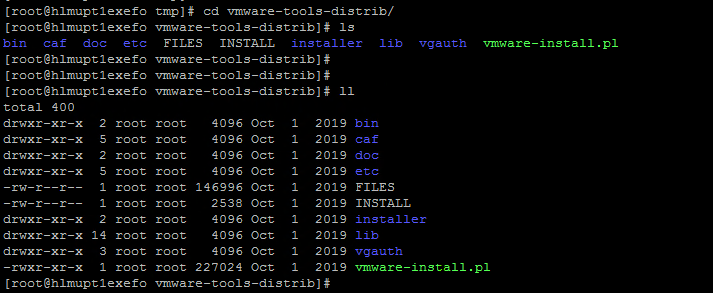 [root@hlmupt1exefo tmp]# cd vmware-tools-distrib/
[root@hlmupt1exefo vmware-tools-distrib]# ls
bin  caf  doc  etc  FILES  INSTALL  installer  lib  vgauth  vmware-install.pl
[root@hlmupt1exefo vmware-tools-distrib]#
[root@hlmupt1exefo vmware-tools-distrib]#
[root@hlmupt1exefo vmware-tools-distrib]# ll
total 400
drwxr-xr-x  2 root root   4096 Oct  1  2019 bin
drwxr-xr-x  5 root root   4096 Oct  1  2019 caf
drwxr-xr-x  2 root root   4096 Oct  1  2019 doc
drwxr-xr-x  5 root root   4096 Oct  1  2019 etc
-rw-r--r--  1 root root 146996 Oct  1  2019 FILES
-rw-r--r--  1 root root   2538 Oct  1  2019 INSTALL
drwxr-xr-x  2 root root   4096 Oct  1  2019 installer
drwxr-xr-x 14 root root   4096 Oct  1  2019 lib
drwxr-xr-x  3 root root   4096 Oct  1  2019 vgauth
-rwxr-xr-x  1 root root 227024 Oct  1  2019 vmware-install.pl
[root@hlmupt1exefo vmware-tools-distrib]#